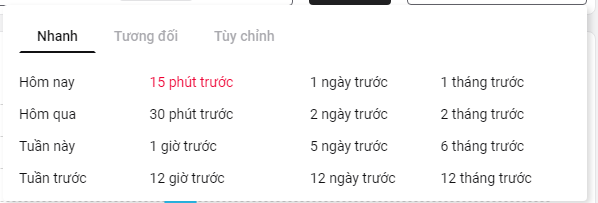 Nhanh Tương đối Tùy chỉnh
Hôm nay 15 phút trước 1 ngày trước 1 tháng trước
Hôm qua 30 phút trước 2 ngày trước 2 tháng trước
Tuần này 1 giờ trước 5 ngày trước 6 tháng trước
Tuần trước 12 giờ trước 12 ngày trước 12 tháng trước